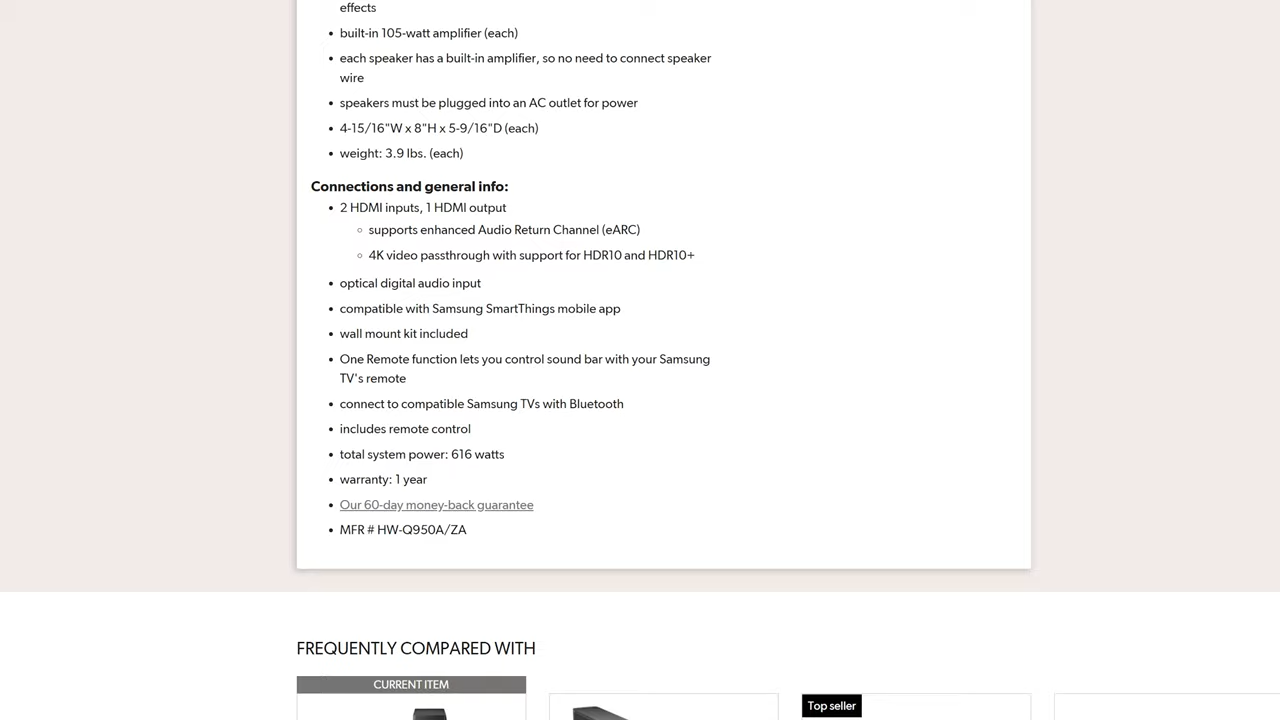 effects
• built-in 105-watt amplifier (each)
• each speaker has a built-in amplifier, so no need to connect speaker
wire
• speakers must be plugged into an AC outlet for power
• 4-15/16"W x 8"H x 5-9/16"D (each)
• weight: 3.9 lbs. (each)
Connections and general info:
• 2 HDMI inputs, 1 HDMI output
◦ supports enhanced Audio Return Channel (eARC)
◦ 4K video passthrough with support for HDR10 and HDR10+
• optical digital audio input
• compatible with Samsung SmartThings mobile app
• wall mount kit included
• One Remote function lets you control sound bar with your Samsung
TV's remote
• connect to compatible Samsung TVs with Bluetooth
• includes remote control
• total system power: 616 watts
• warranty: 1 year
• Our 60-day money-back guarantee
• MFR # HW-Q950A/ZA
FREQUENTLY COMPARED WITH
CURRENT ITEM
Top seller